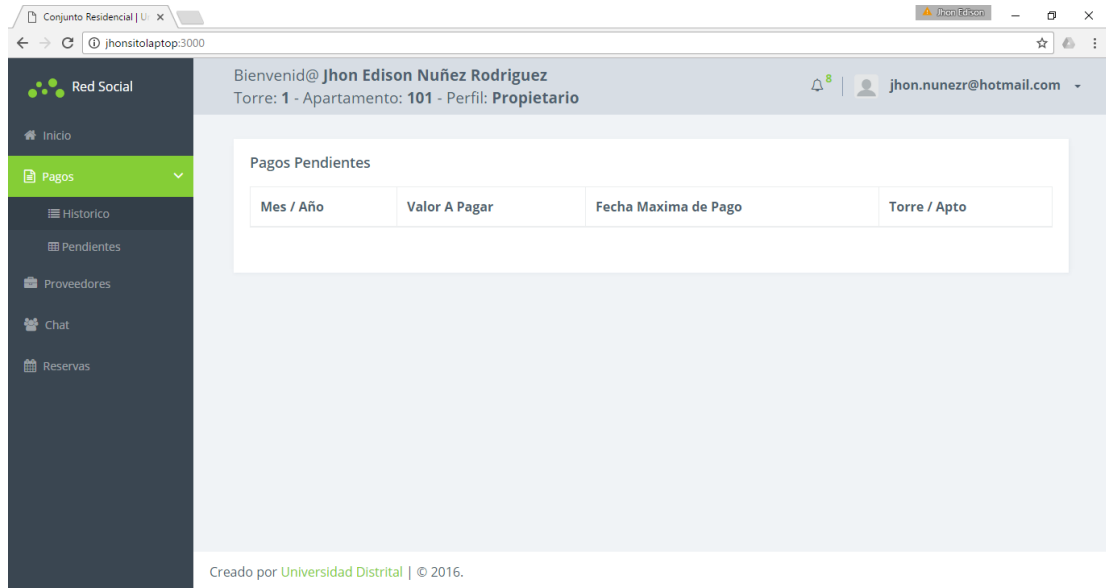 Conjunto Residencial | U
Jhon Edison
jhonsitolaptop:3000
Red Social
Bienvenid@ Jhon Edison Nuñez Rodriguez
Torre: 1 - Apartamento: 101 - Perfil: Propietario
8
jhon.nunezr@hotmail.com
Inicio
Pagos
Historico
Pendientes
Proveedores
Chat
Reservas
Pagos Pendientes
Mes / Año Valor A Pagar Fecha Maxima de Pago Torre / Apto
Creado por Universidad Distrital | © 2016.